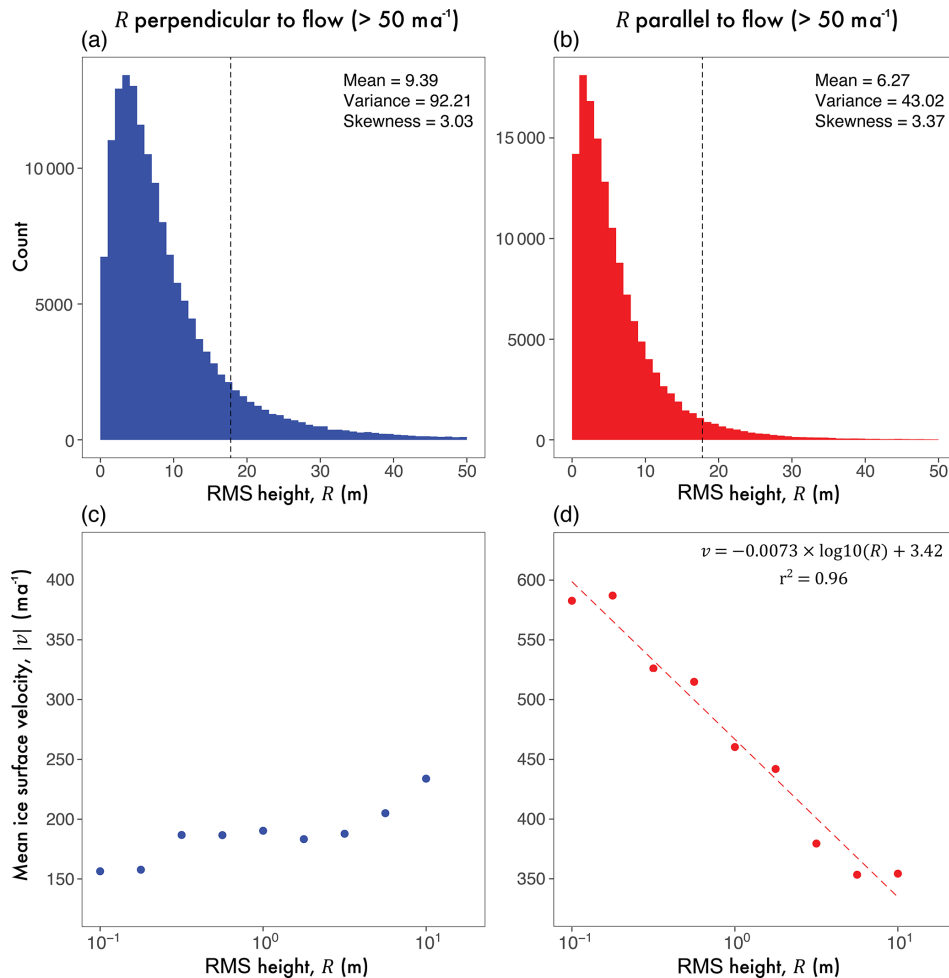 R perpendicular to flow (> 50 ma⁻¹)
(a)
Mean = 9.39
Variance = 92.21
Skewness = 3.03
Count
10 000
5000
0
0 10 20 30 40 50
RMS height, R (m)
R parallel to flow (> 50 ma⁻¹)
(b)
Mean = 6.27
Variance = 43.02
Skewness = 3.37
15 000
10 000
5000
0
0 10 20 30 40 50
RMS height, R (m)
(c)
Mean ice surface velocity, |v| (ma⁻¹)
400
350
300
250
200
150
10⁻¹ 10⁰ 10¹
RMS height, R (m)
(d)
v = −0.0073 × log10(R) + 3.42
r² = 0.96
600
550
500
450
400
350
10⁻¹ 10⁰ 10¹
RMS height, R (m)